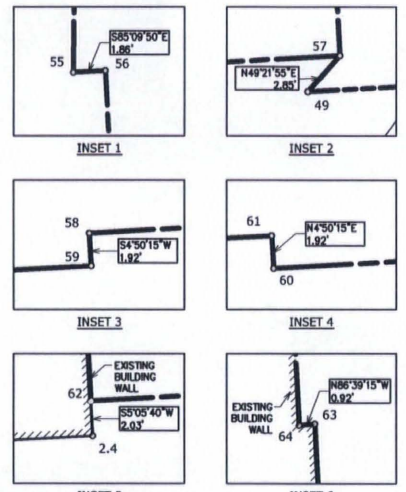 S85°09'50"E
1.86'
55
56
INSET 1
57
N49°21'55"E
2.85'
49
INSET 2
58
S4°50'15"W
1.92'
59
INSET 3
61
N4°50'15"E
1.92'
60
INSET 4
EXISTING
BUILDING
WALL
62
S5°05'40"W
2.03'
2.4
N86°39'15"W
0.92'
EXISTING
BUILDING
WALL
64
63